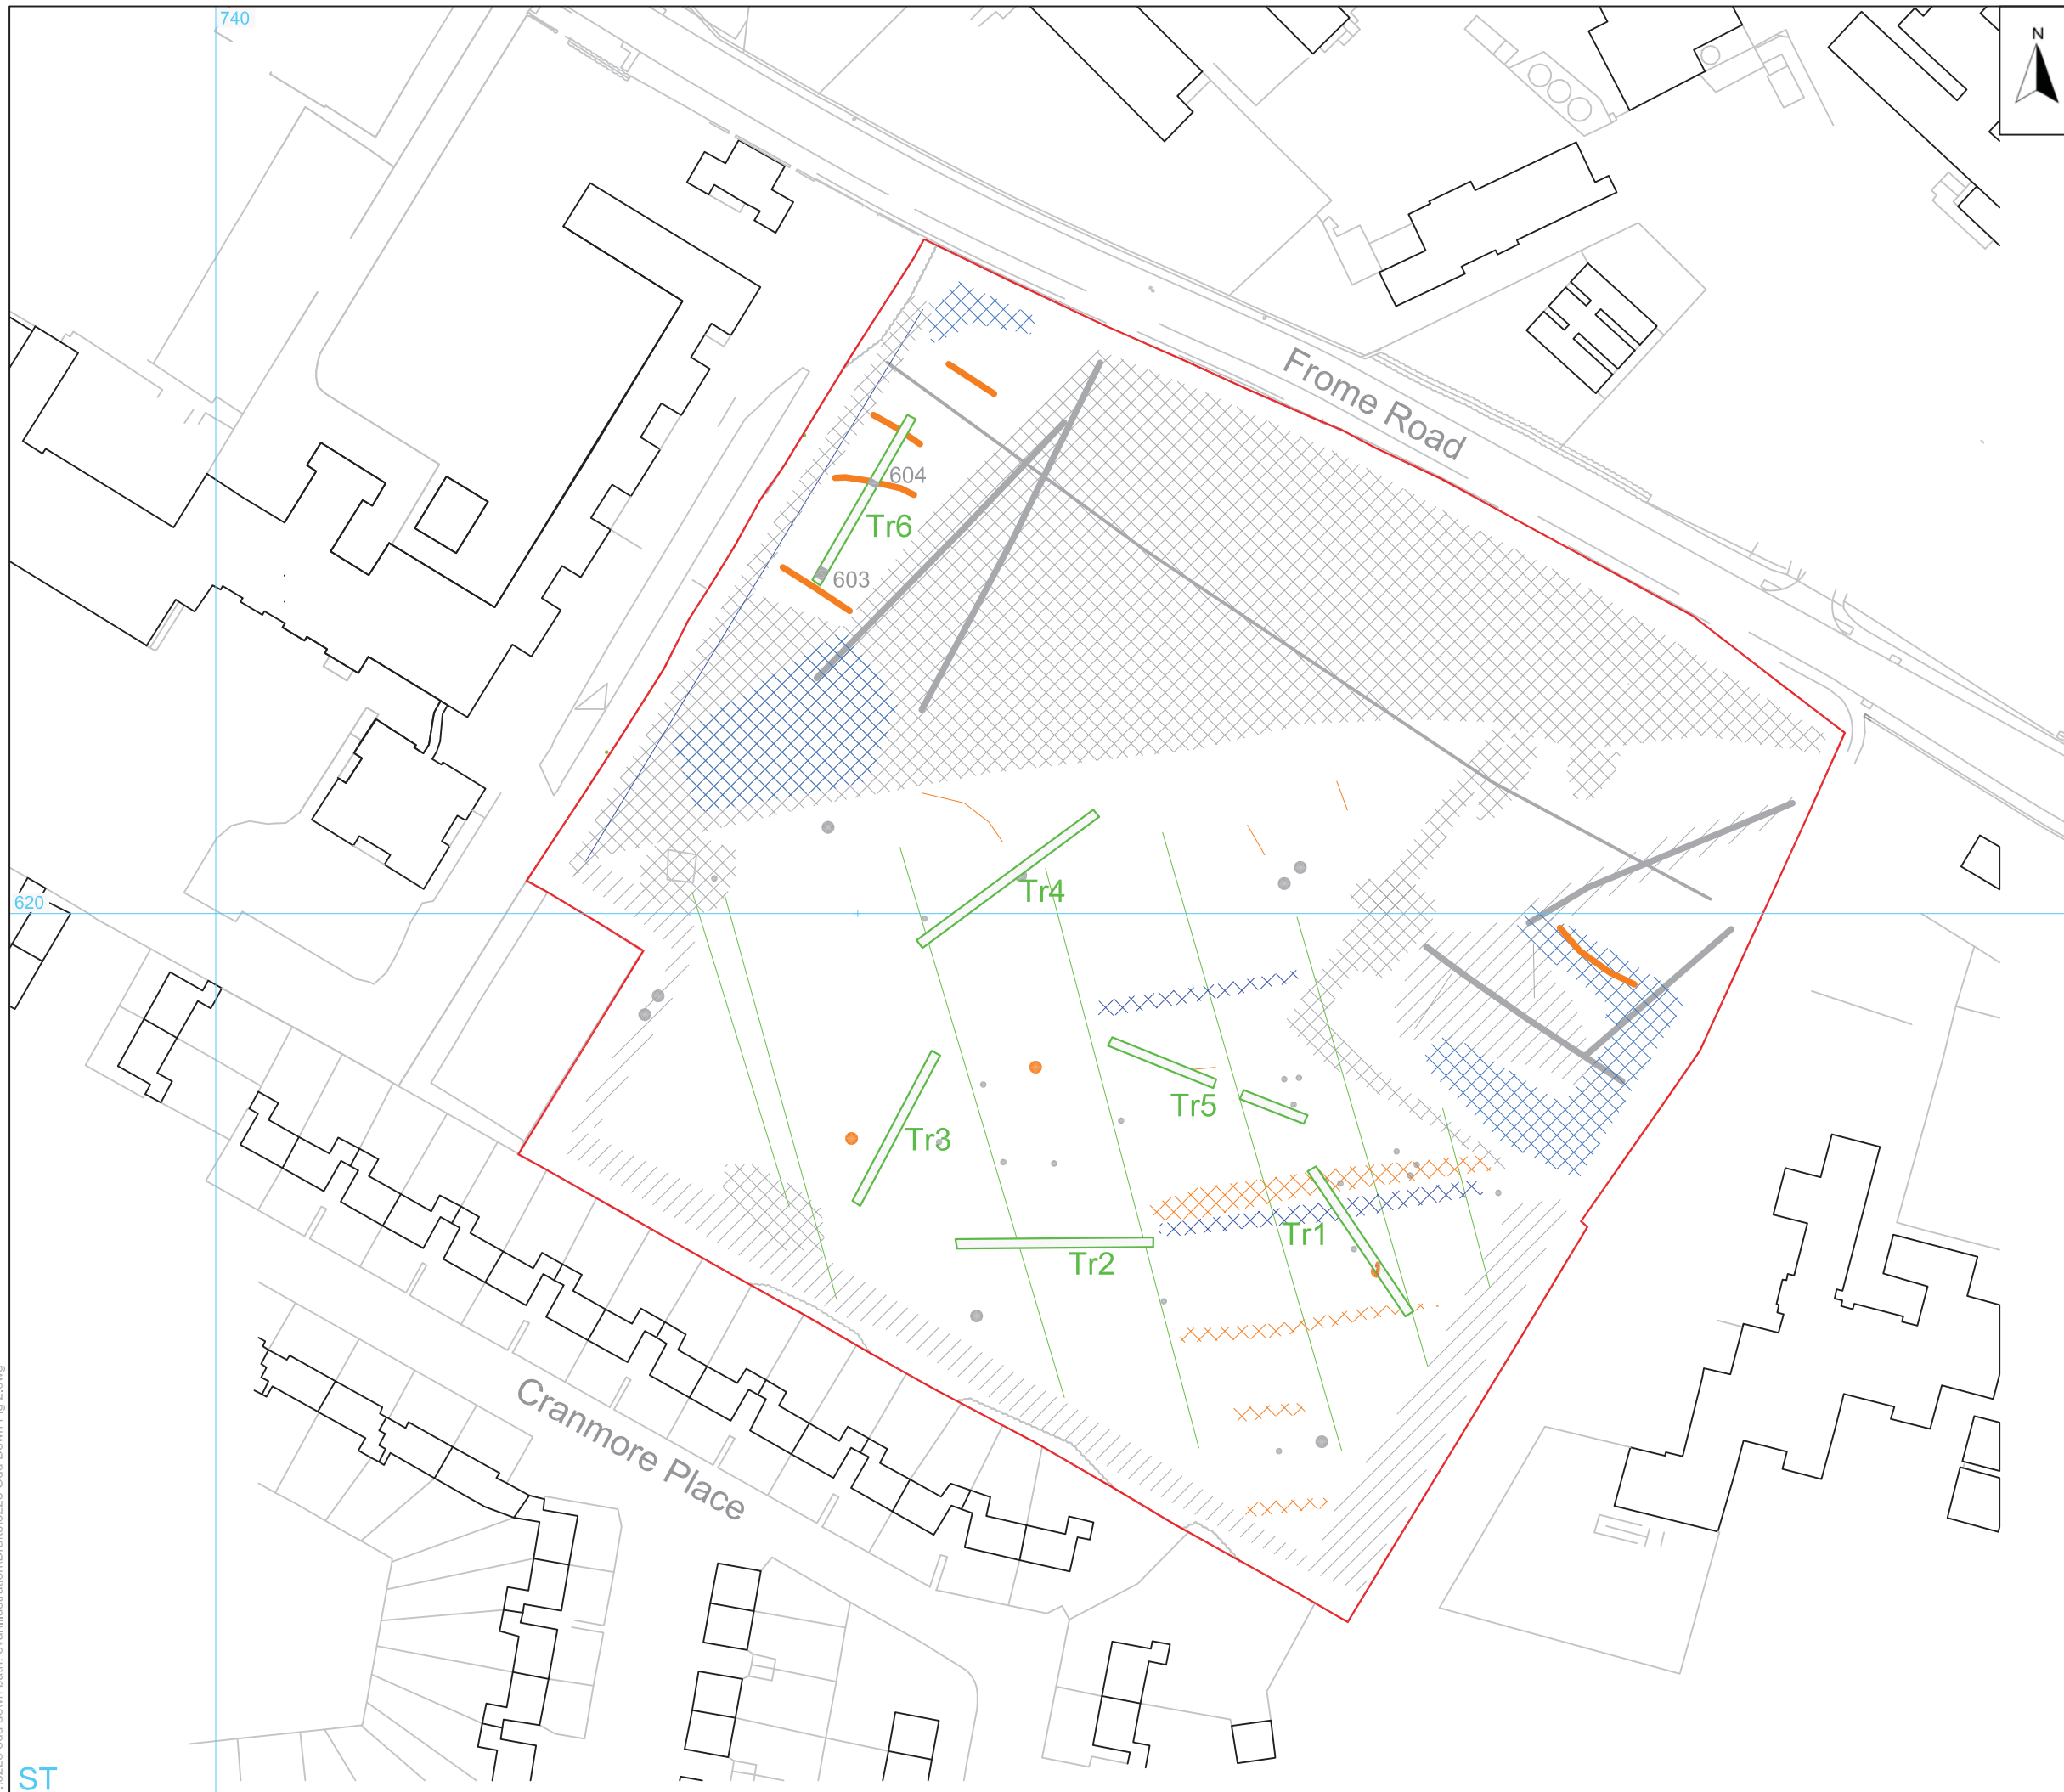 740
N
Frome Road
604
Tr6
603
Tr4
620
Tr5
Tr3
Tr1
Tr2
Cranmore Place
ST